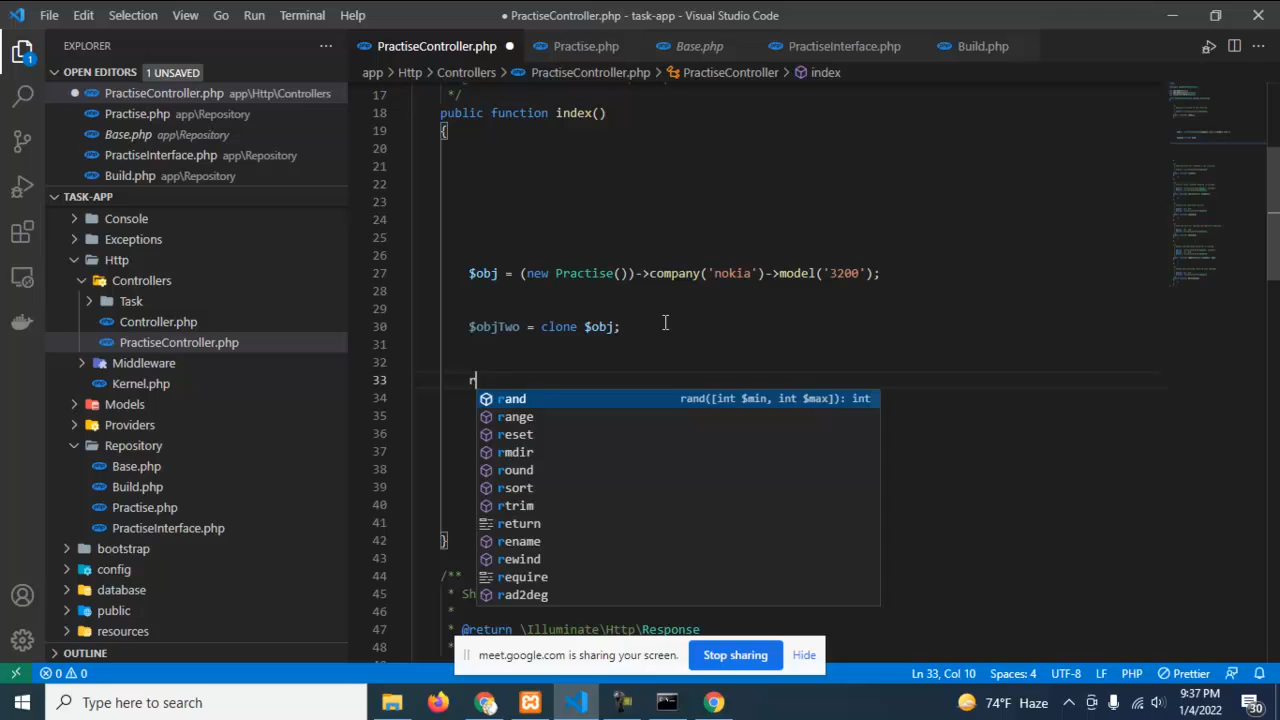 File Edit Selection View Go Run Terminal Help
● PractiseController.php - task-app - Visual Studio Code
EXPLORER
PractiseController.php
Practise.php
Base.php
PractiseInterface.php
Build.php
OPEN EDITORS 1 UNSAVED
app > Http > Controllers > PractiseController.php > PractiseController > index
PractiseController.php app\Http\Controllers
Practise.php app\Repository
Base.php app\Repository
PractiseInterface.php app\Repository
Build.php app\Repository
TASK-APP
Console
Exceptions
Http
Controllers
Task
Controller.php
PractiseController.php
Middleware
Kernel.php
Models
Providers
Repository
Base.php
Build.php
Practise.php
PractiseInterface.php
bootstrap
config
database
public
resources
OUTLINE
17 */
18 public function index()
19 {
20
21
22
23
24
25
26
27 $obj = (new Practise())->company('nokia')->model('3200');
28
29
30 $objTwo = clone $obj;
31
32
33 r
34
35
36
37
38
39
40
41 }
42
43
44 /**
45 * Sh
46 *
47 * @return \Illuminate\Http\Response
48 *
rand rand([int $min, int $max]): int
range
reset
rmdir
round
rsort
rtrim
return
rename
rewind
require
rad2deg
meet.google.com is sharing your screen. Stop sharing Hide
0 0 Ln 33, Col 10 Spaces: 4 UTF-8 LF PHP Prettier
Type here to search
74°F Haze
9:37 PM
1/4/2022
30
1